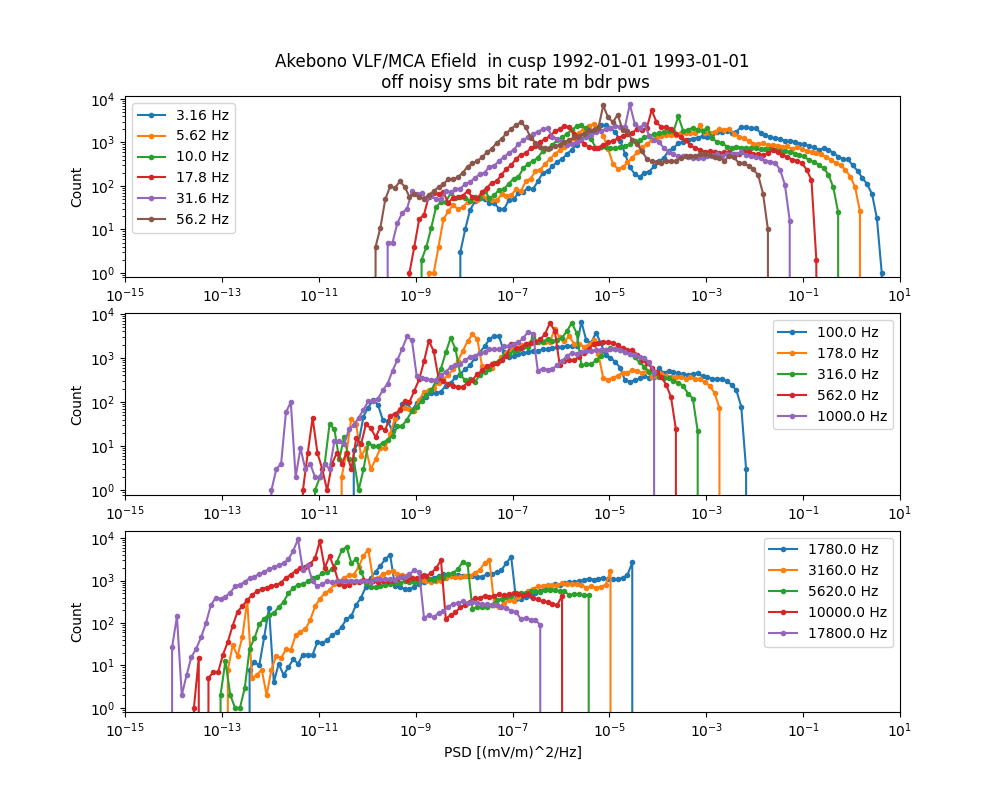 Akebono VLF/MCA Efield  in cusp 1992-01-01 1993-01-01
off noisy sms bit rate m bdr pws
10^4
10^3
10^2
10^1
10^0
Count
3.16 Hz
5.62 Hz
10.0 Hz
17.8 Hz
31.6 Hz
56.2 Hz
10^-15 10^-13 10^-11 10^-9 10^-7 10^-5 10^-3 10^-1 10^1
10^4
10^3
10^2
10^1
10^0
Count
100.0 Hz
178.0 Hz
316.0 Hz
562.0 Hz
1000.0 Hz
10^-15 10^-13 10^-11 10^-9 10^-7 10^-5 10^-3 10^-1 10^1
10^4
10^3
10^2
10^1
10^0
Count
1780.0 Hz
3160.0 Hz
5620.0 Hz
10000.0 Hz
17800.0 Hz
10^-15 10^-13 10^-11 10^-9 10^-7 10^-5 10^-3 10^-1 10^1
PSD [(mV/m)^2/Hz]